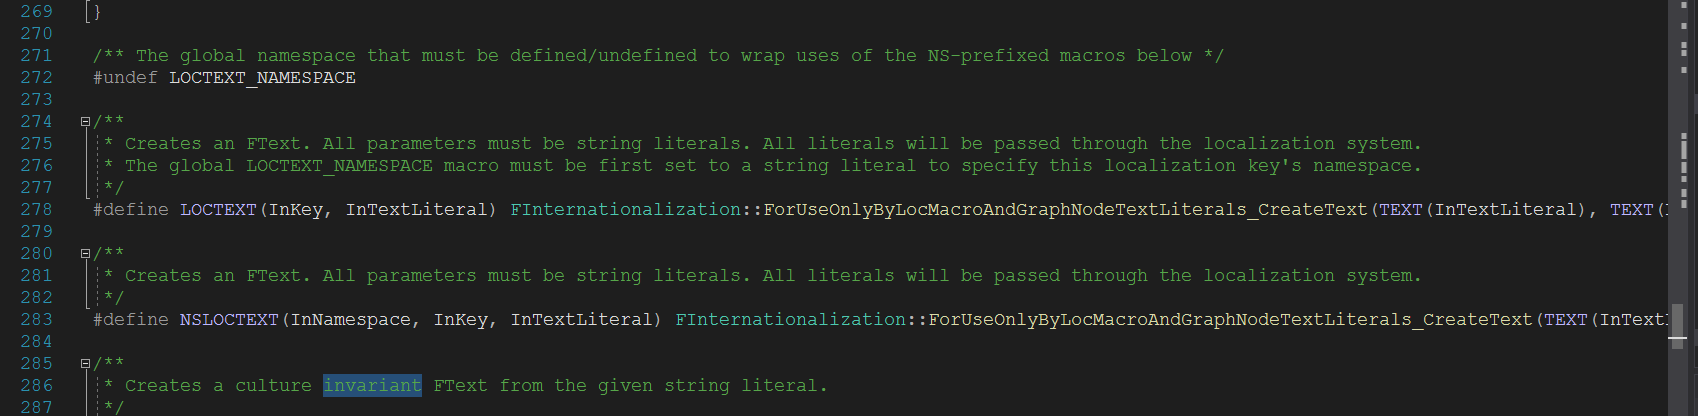 269 }
270
271 /** The global namespace that must be defined/undefined to wrap uses of the NS-prefixed macros below */
272 #undef LOCTEXT_NAMESPACE
273
274 /**
275 * Creates an FText. All parameters must be string literals. All literals will be passed through the localization system.
276 * The global LOCTEXT_NAMESPACE macro must be first set to a string literal to specify this localization key's namespace.
277 */
278 #define LOCTEXT(InKey, InTextLiteral) FInternationalization::ForUseOnlyByLocMacroAndGraphNodeTextLiterals_CreateText(TEXT(InTextLiteral), TEXT(
279
280 /**
281 * Creates an FText. All parameters must be string literals. All literals will be passed through the localization system.
282 */
283 #define NSLOCTEXT(InNamespace, InKey, InTextLiteral) FInternationalization::ForUseOnlyByLocMacroAndGraphNodeTextLiterals_CreateText(TEXT(InText
284
285 /**
286 * Creates a culture invariant FText from the given string literal.
287 */